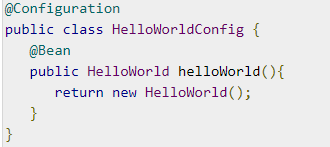 @Configuration
public class HelloWorldConfig {
   @Bean
   public HelloWorld helloWorld(){
      return new HelloWorld();
   }
}